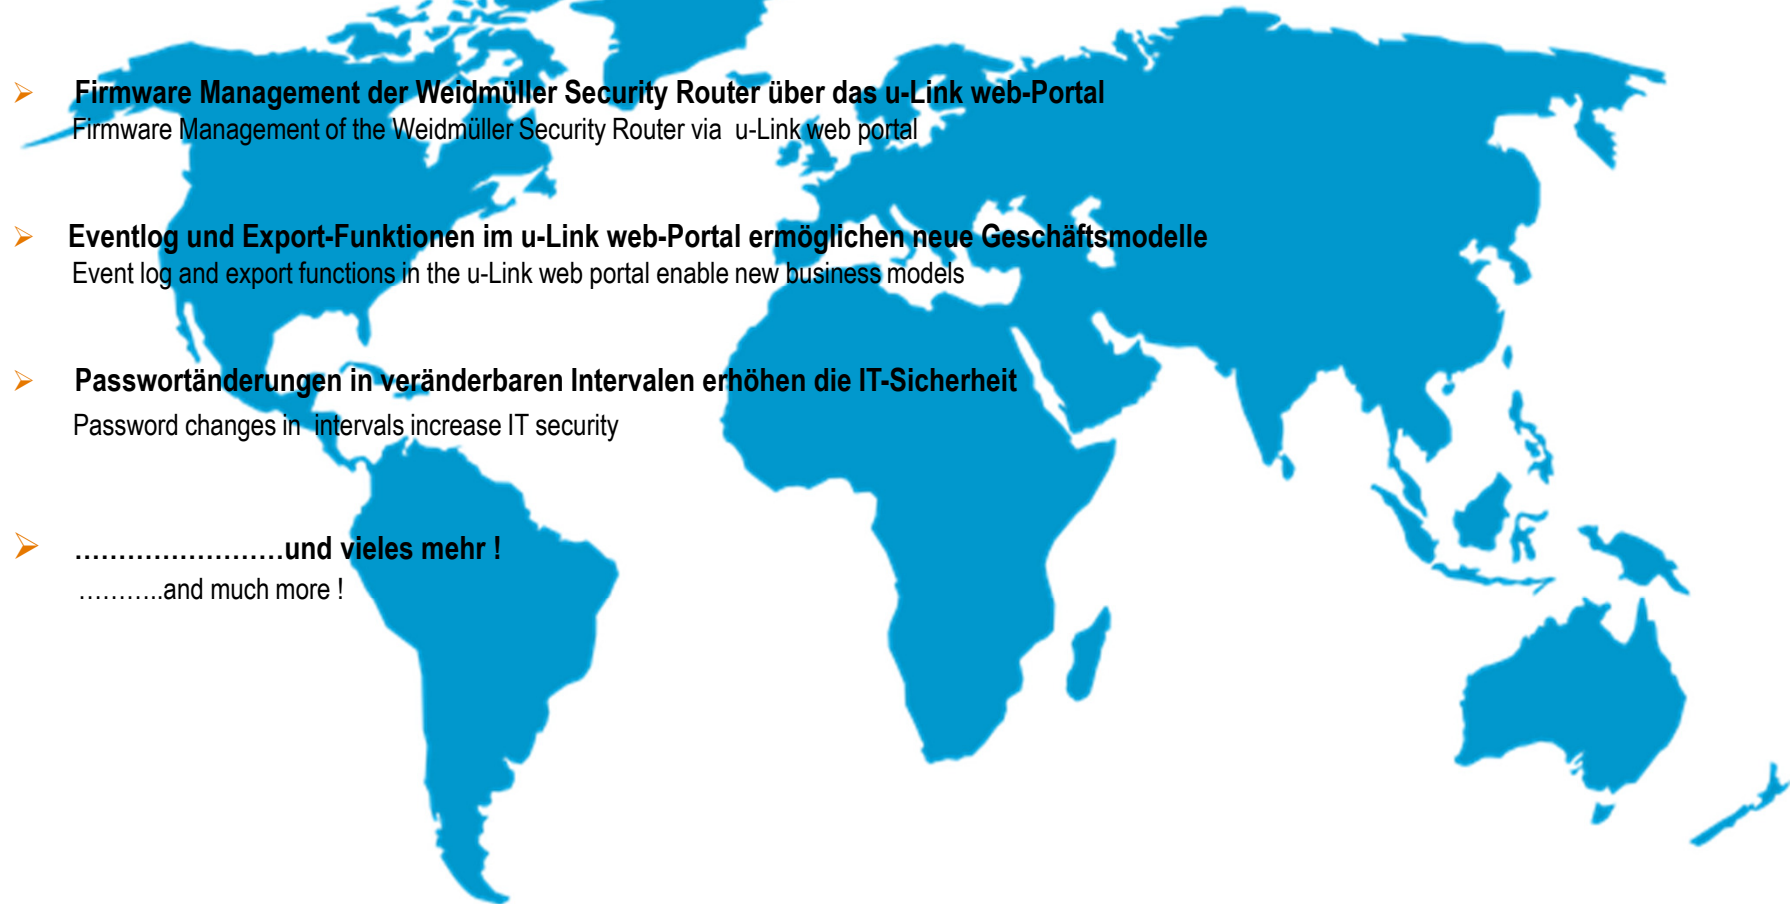 ➢ Firmware Management der Weidmüller Security Router über das u-Link web-Portal
Firmware Management of the Weidmüller Security Router via u-Link web portal
➢ Eventlog und Export-Funktionen im u-Link web-Portal ermöglichen neue Geschäftsmodelle
Event log and export functions in the u-Link web portal enable new business models
➢ Passwortänderungen in veränderbaren Intervalen erhöhen die IT-Sicherheit
Password changes in intervals increase IT security
➢ ……………………und vieles mehr !
………..and much more !